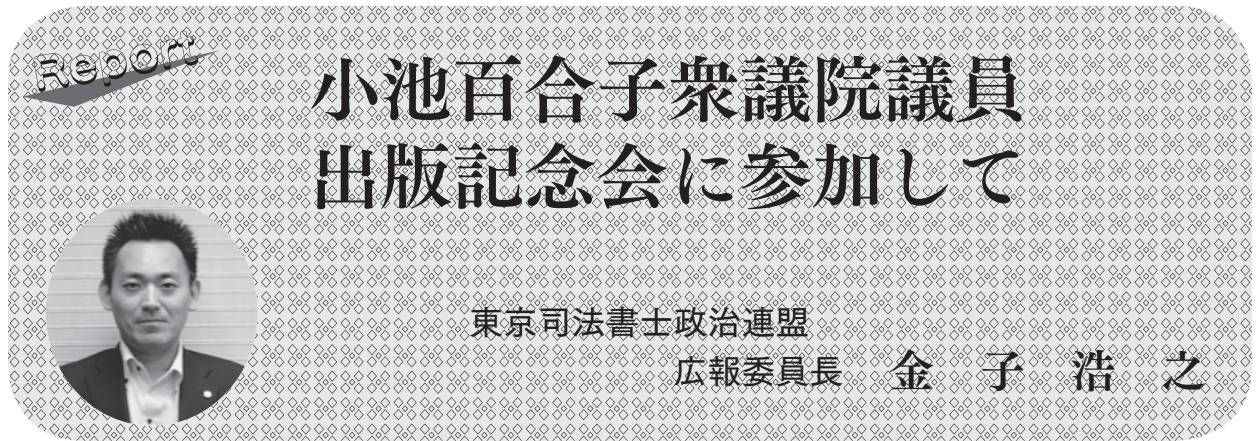 Report
小池百合子衆議院議員
出版記念会に参加して
東京司法書士政治連盟
広報委員長 金子浩之